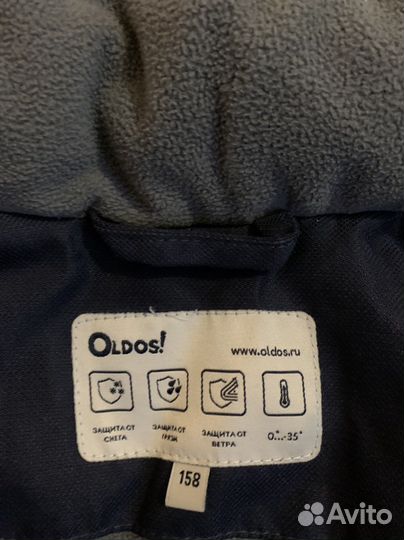 OLDOS!
www.oldos.ru
ЗАЩИТА ОТ СНЕГА
ЗАЩИТА ОТ ГРЯЗИ
ЗАЩИТА ОТ ВЕТРА
0°...-35°
158
Avito